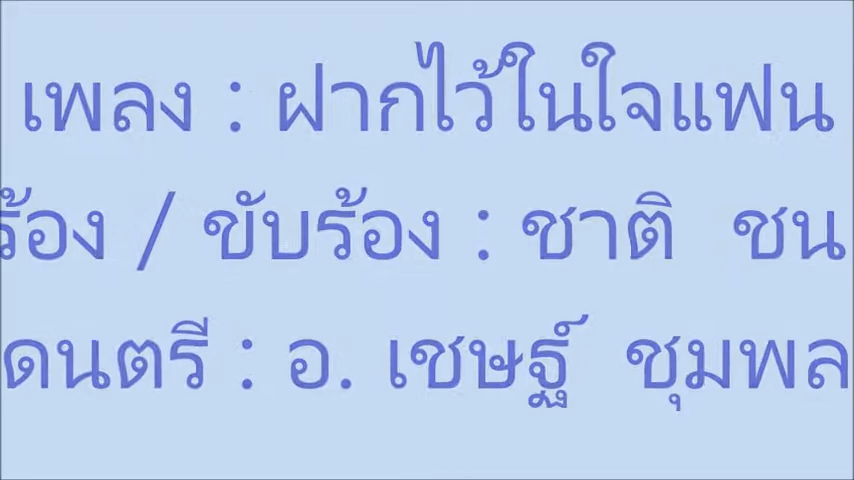 เพลง : ฝากไว้ในใจแฟน
ร้อง / ขับร้อง : ชาติ ชน
ดนตรี : อ. เชษฐ์ ชุมพล